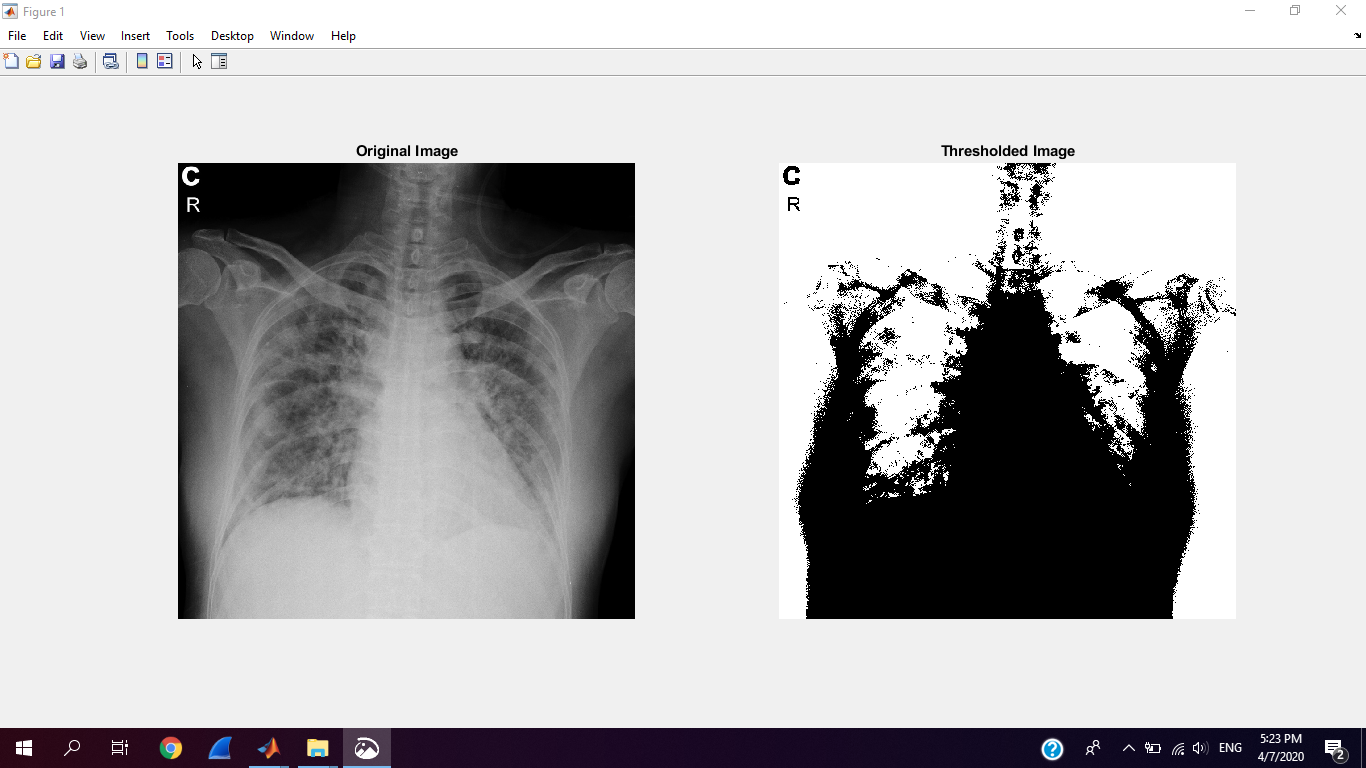 Figure 1
File Edit View Insert Tools Desktop Window Help
Original Image
Thresholded Image
C
R
C
R
ENG
5:23 PM
4/7/2020
2